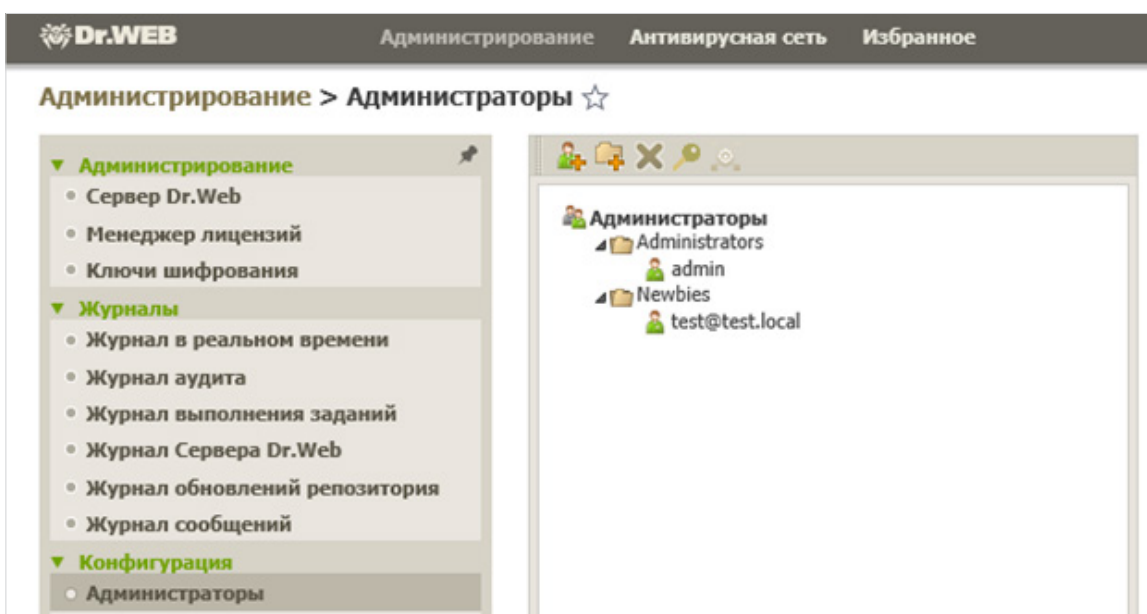 Dr.WEB
Администрирование Антивирусная сеть Избранное
Администрирование > Администраторы
Администрирование
Сервер Dr.Web
Менеджер лицензий
Ключи шифрования
Журналы
Журнал в реальном времени
Журнал аудита
Журнал выполнения заданий
Журнал Сервера Dr.Web
Журнал обновлений репозитория
Журнал сообщений
Конфигурация
Администраторы
Администраторы
Administrators
admin
Newbies
test@test.local